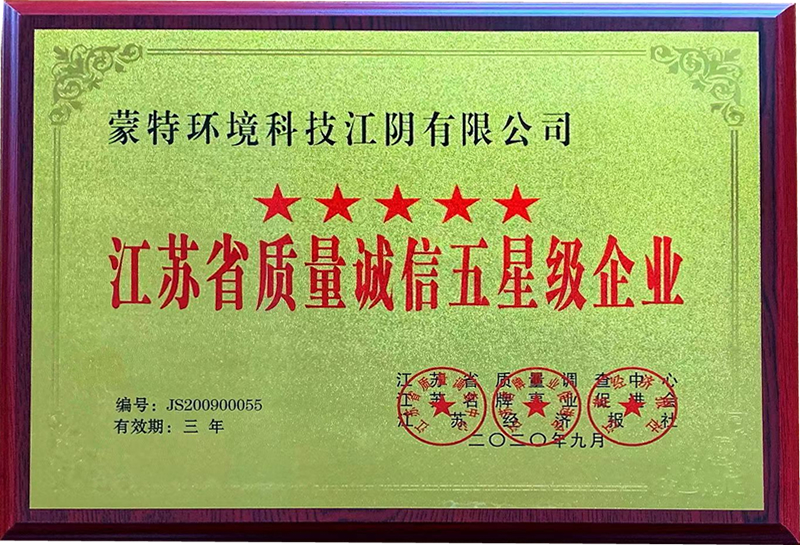 蒙特环境科技江阴有限公司
★★★★★
江苏省质量诚信五星级企业
江苏省质量调查中心
江苏名牌事业促进会
江苏经济报社
二〇二〇年九月
编号：JS200900055
有效期：三 年